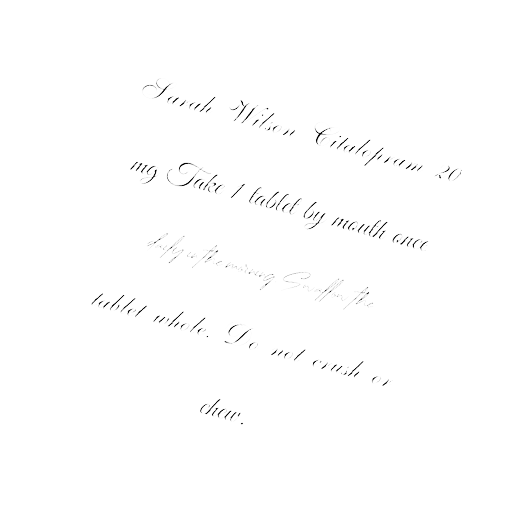 Sarah Wilson Citalopram 20
mg Take 1 tablet by mouth once
daily in the morning Swallow the
tablet whole. Do not crush or
chew.